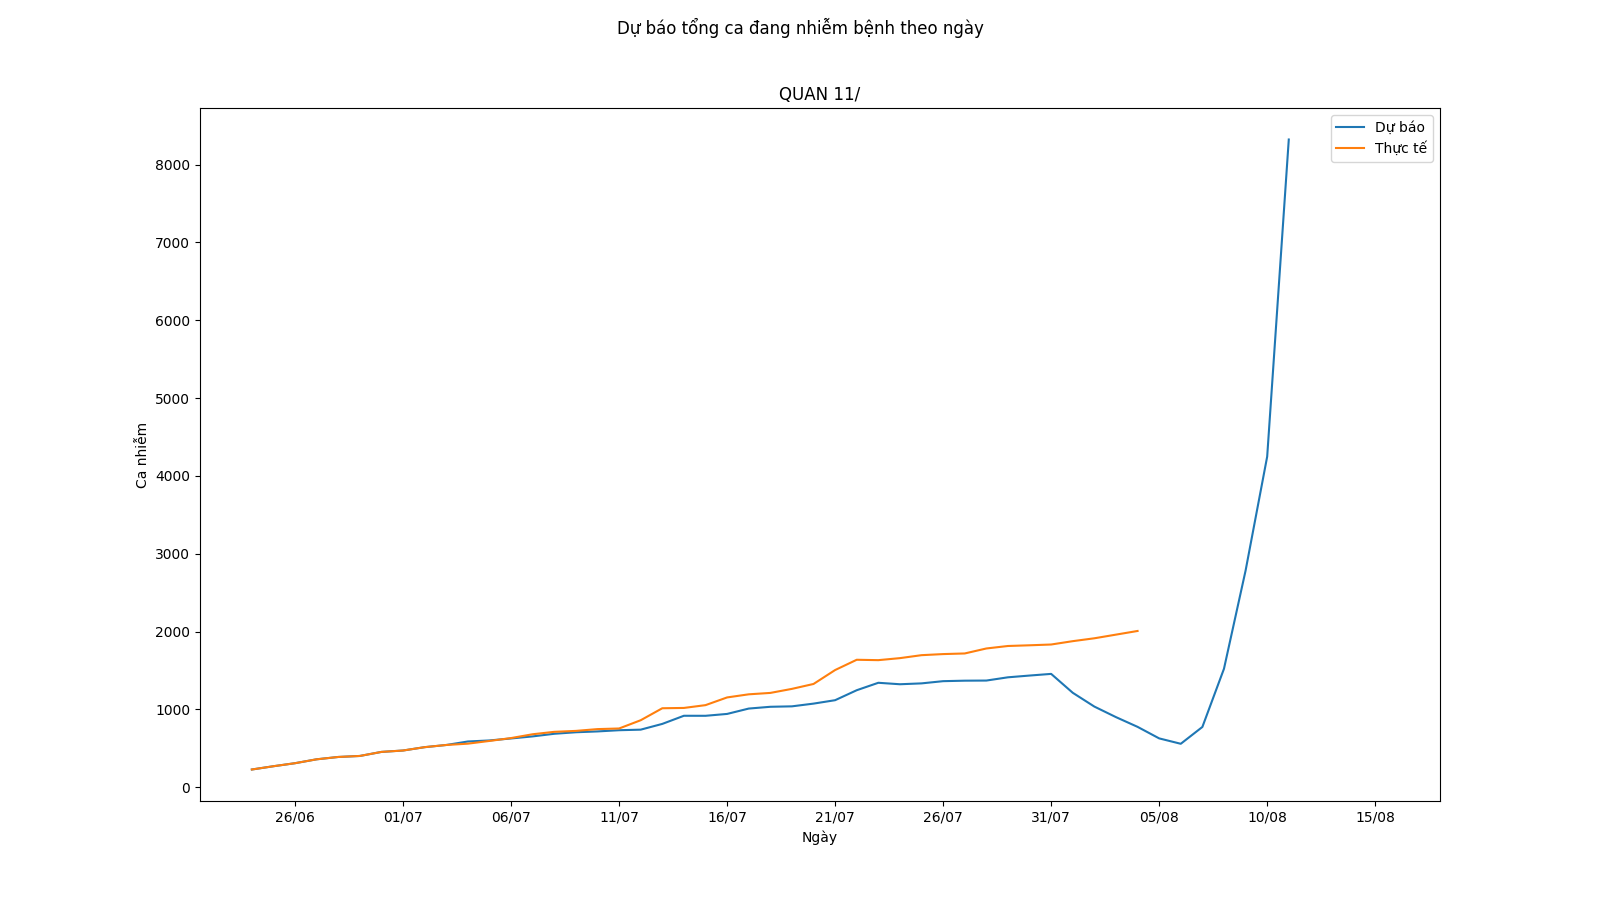 Dự báo tổng ca đang nhiễm bệnh theo ngày
QUAN 11/
Dự báo
Thực tế
8000
7000
6000
5000
4000
3000
2000
1000
0
Ca nhiễm
26/06 01/07 06/07 11/07 16/07 21/07 26/07 31/07 05/08 10/08 15/08
Ngày